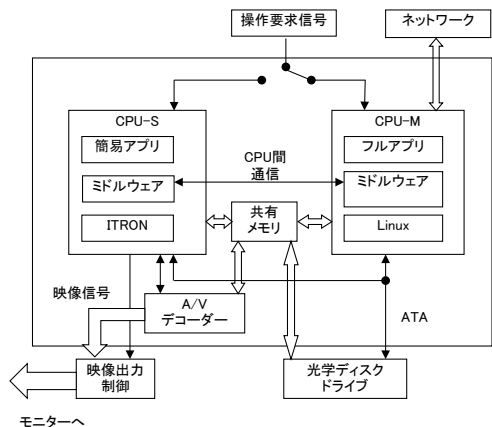 操作要求信号
ネットワーク
CPU-S
CPU-M
簡易アプリ
フルアプリ
CPU間
通信
ミドルウェア
ミドルウェア
共有
メモリ
ITRON
Linux
映像信号
A/V
デコーダー
ATA
映像出力
制御
光学ディスク
ドライブ
モニターへ